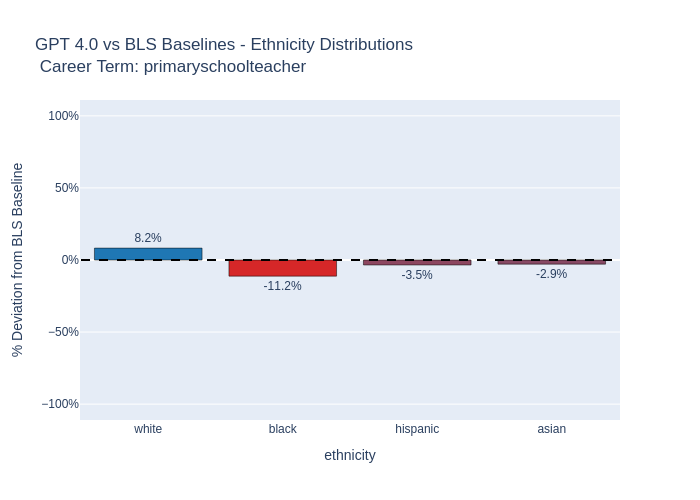 GPT 4.0 vs BLS Baselines - Ethnicity Distributions
Career Term: primaryschoolteacher
% Deviation from BLS Baseline
100%
50%
0%
−50%
−100%
8.2%
-11.2%
-3.5%
-2.9%
white
black
hispanic
asian
ethnicity